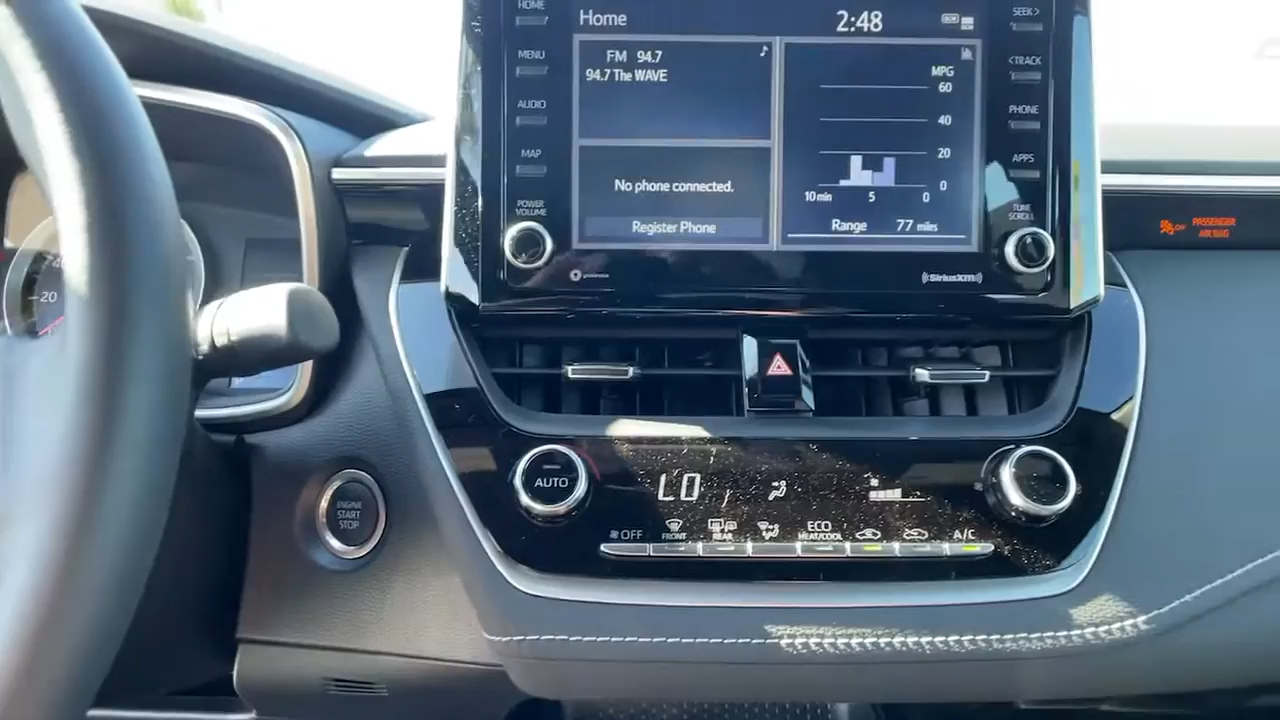 HOME
MENU
AUDIO
MAP
POWER
VOLUME
Home
2:48
FM 94.7
94.7 The WAVE
No phone connected.
Register Phone
MPG
60
40
20
0
10 min 5 0
Range 77 miles
SEEK>
<TRACK
PHONE
APPS
TUNE
SCROLL
SiriusXM
PASSENGER
AIR BAG
OFF
20
ENGINE
START
STOP
AUTO
LO
OFF
FRONT
REAR
ECO
HEAT/COOL
A/C